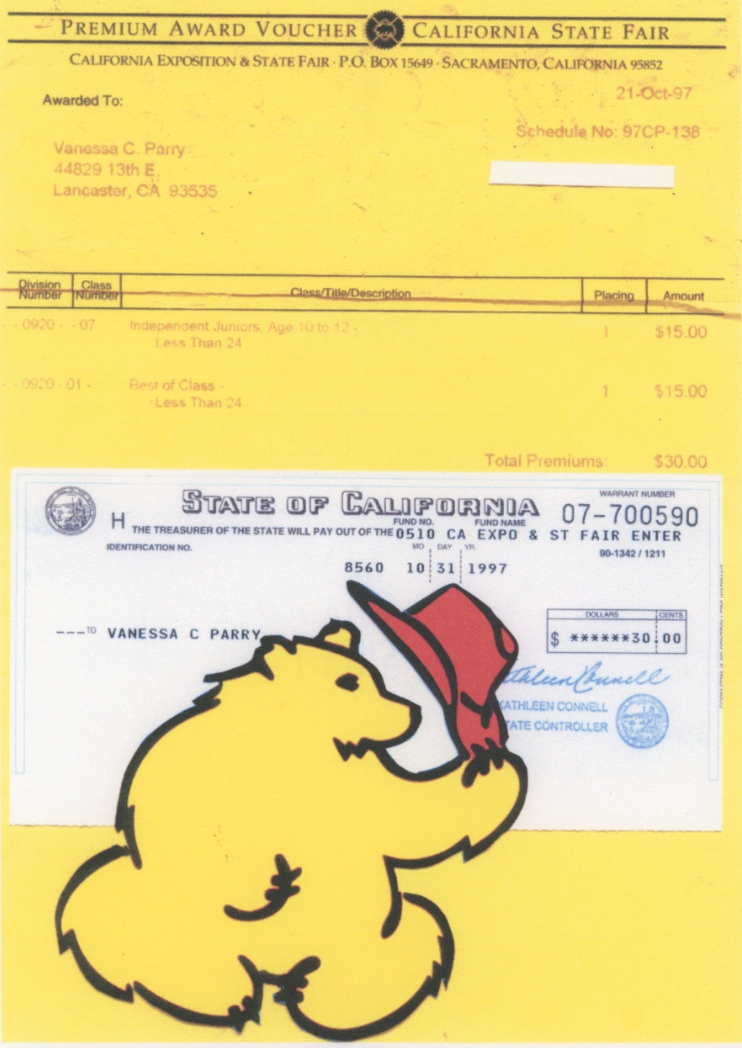 PREMIUM AWARD VOUCHER CALIFORNIA STATE FAIR
CALIFORNIA EXPOSITION & STATE FAIR · P.O. BOX 15649 · SACRAMENTO, CALIFORNIA 95852
21-Oct-97
Awarded To:
Schedule No: 97CP-138
Vanessa C. Parry
44829 13th E.
Lancaster, CA 93535
Division Number Class Number Class/Title/Description Placing Amount
- - 0920 - - 07 Independent Juniors, Age 10 to 12 - 1 $15.00
Less Than 24
- - 0920 - 01 - Best of Class - 1 $15.00
Less Than 24
Total Premiums: $30.00
STATE OF CALIFORNIA
WARRANT NUMBER
07-700590
H
FUND NO. FUND NAME
THE TREASURER OF THE STATE WILL PAY OUT OF THE 0510 CA EXPO & ST FAIR ENTER
IDENTIFICATION NO. MO. DAY YR. 90-1342 / 1211
8560 10 31 1997
DOLLARS CENTS
---TO VANESSA C PARRY $ ******30 00
thleen Connell
KATHLEEN CONNELL
TATE CONTROLLER